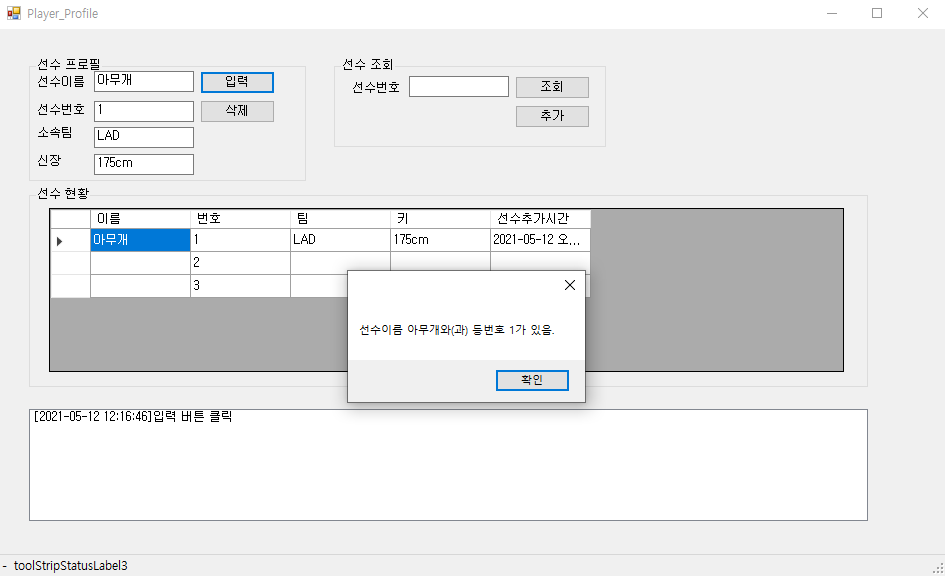 Player_Profile
선수 프로필
선수이름 아무개 입력
선수번호 1 삭제
소속팀 LAD
신장 175cm
선수 조회
선수번호 조회
추가
선수 현황
이름 번호 팀 키 선수추가시간
아무개 1 LAD 175cm 2021-05-12 오...
2
3
선수이름 아무개와(과) 등번호 1가 있음.
확인
[2021-05-12 12:16:46]입력 버튼 클릭
- toolStripStatusLabel3